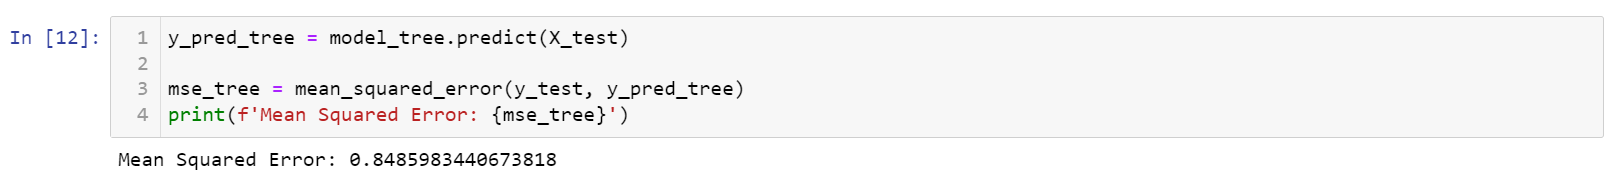 In [12]:
1 y_pred_tree = model_tree.predict(X_test)
2
3 mse_tree = mean_squared_error(y_test, y_pred_tree)
4 print(f'Mean Squared Error: {mse_tree}')
Mean Squared Error: 0.8485983440673818